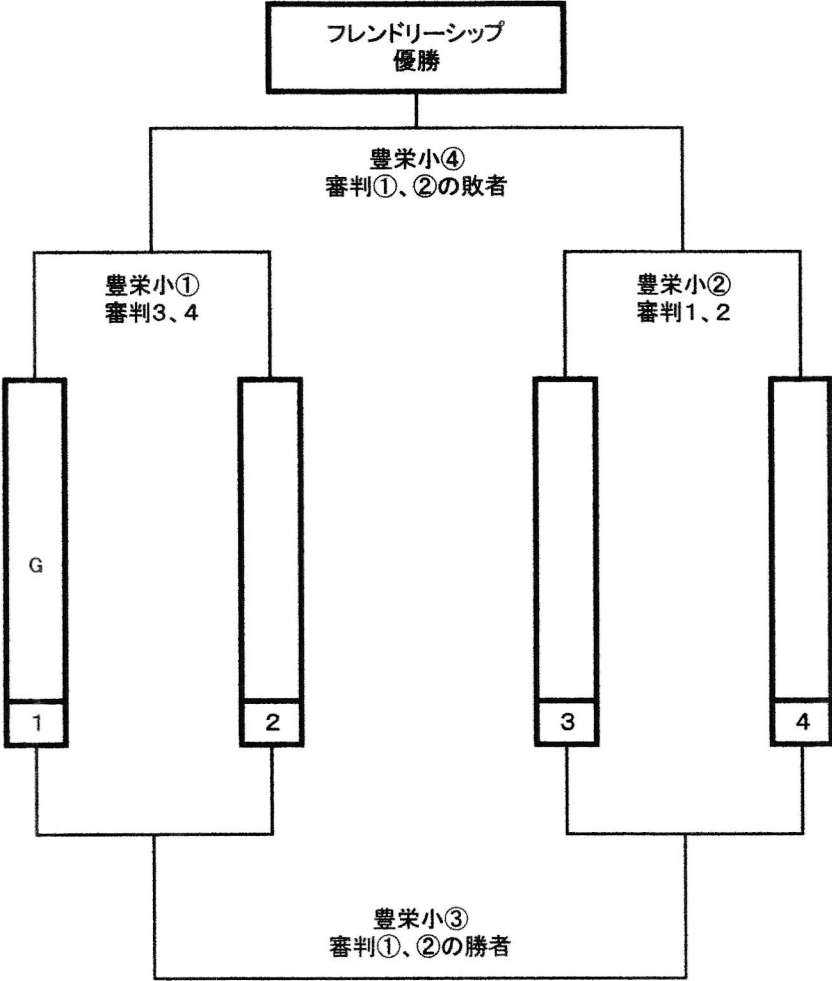 フレンドリーシップ
優勝
豊栄小④
審判①、②の敗者
豊栄小①
審判3、4
豊栄小②
審判1、2
G
1
2
3
4
豊栄小③
審判①、②の勝者